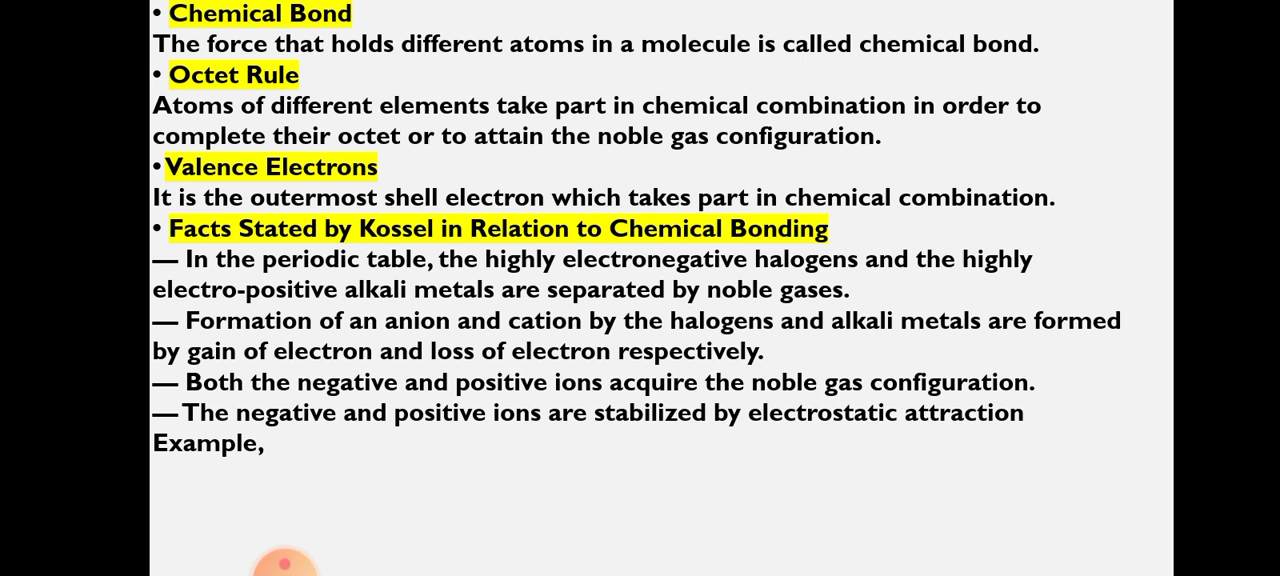 • Chemical Bond
The force that holds different atoms in a molecule is called chemical bond.
• Octet Rule
Atoms of different elements take part in chemical combination in order to
complete their octet or to attain the noble gas configuration.
• Valence Electrons
It is the outermost shell electron which takes part in chemical combination.
• Facts Stated by Kossel in Relation to Chemical Bonding
— In the periodic table, the highly electronegative halogens and the highly
electro-positive alkali metals are separated by noble gases.
— Formation of an anion and cation by the halogens and alkali metals are formed
by gain of electron and loss of electron respectively.
— Both the negative and positive ions acquire the noble gas configuration.
— The negative and positive ions are stabilized by electrostatic attraction
Example,